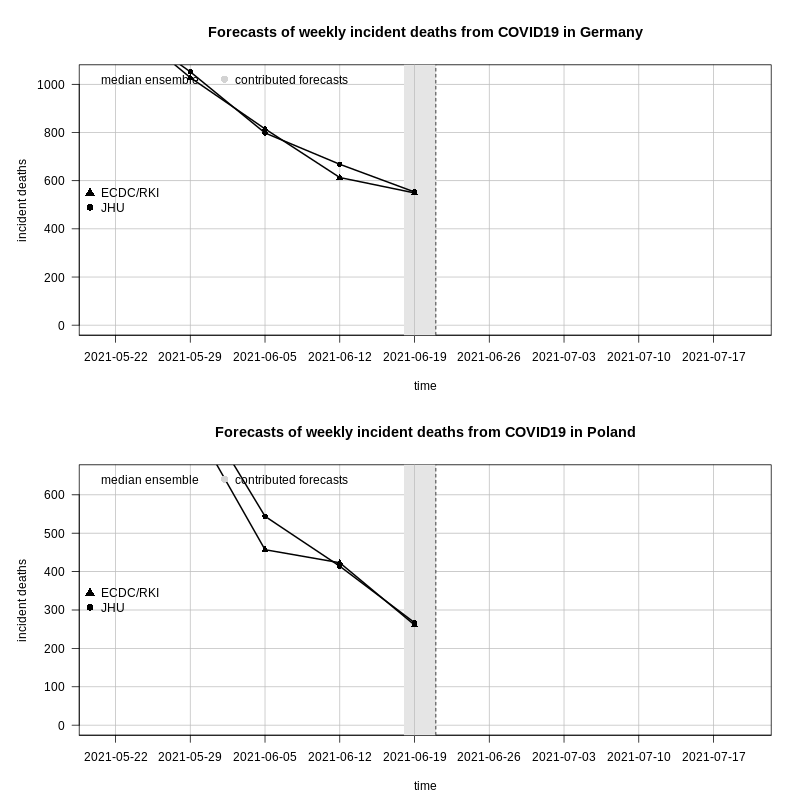 Forecasts of weekly incident deaths from COVID19 in Germany
median ensemble contributed forecasts
1000
800
600
400
200
0
incident deaths
ECDC/RKI
JHU
2021-05-22 2021-05-29 2021-06-05 2021-06-12 2021-06-19 2021-06-26 2021-07-03 2021-07-10 2021-07-17
time
Forecasts of weekly incident deaths from COVID19 in Poland
median ensemble contributed forecasts
600
500
400
300
200
100
0
incident deaths
ECDC/RKI
JHU
2021-05-22 2021-05-29 2021-06-05 2021-06-12 2021-06-19 2021-06-26 2021-07-03 2021-07-10 2021-07-17
time